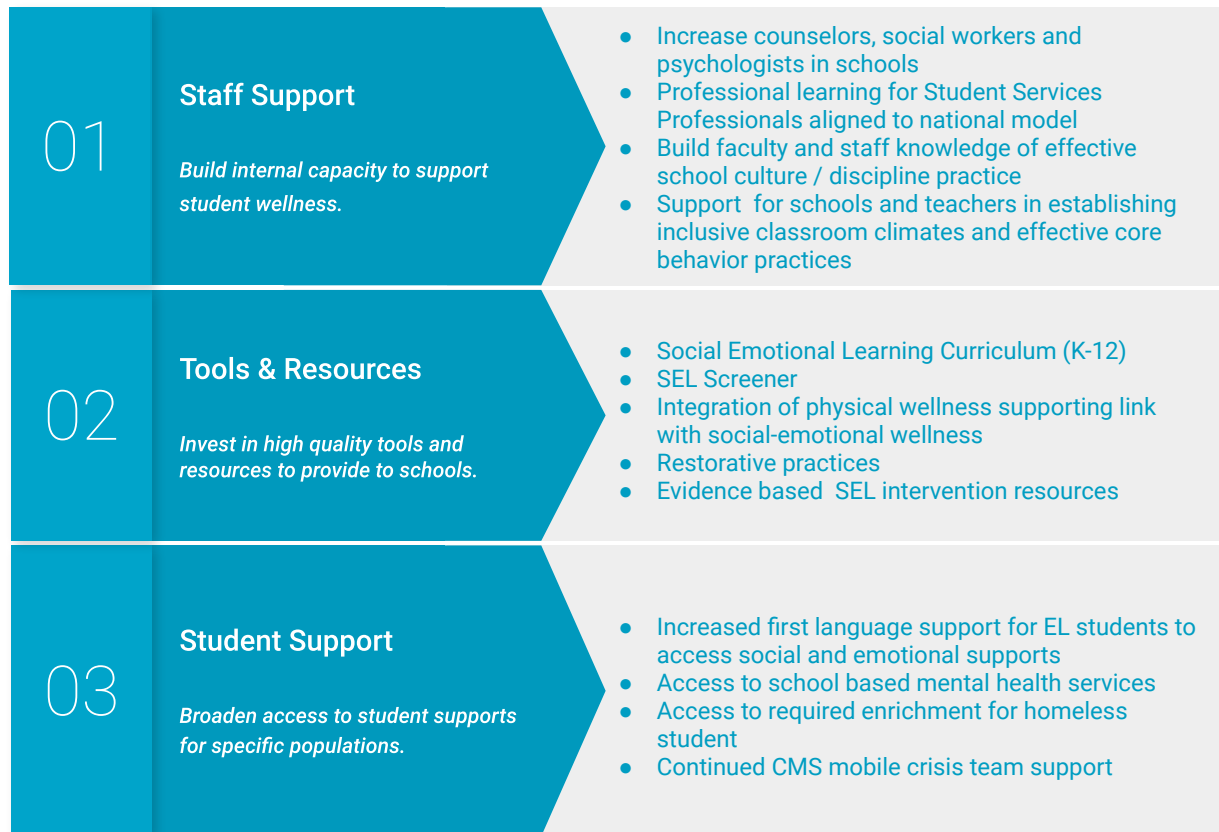 01
Staff Support
Build internal capacity to support
student wellness.
● Increase counselors, social workers and
psychologists in schools
● Professional learning for Student Services
Professionals aligned to national model
● Build faculty and staff knowledge of effective
school culture / discipline practice
● Support  for schools and teachers in establishing
inclusive classroom climates and effective core
behavior practices
02
Tools & Resources
Invest in high quality tools and
resources to provide to schools.
● Social Emotional Learning Curriculum (K-12)
● SEL Screener
● Integration of physical wellness supporting link
with social-emotional wellness
● Restorative practices
● Evidence based  SEL intervention resources
03
Student Support
Broaden access to student supports
for specific populations.
● Increased first language support for EL students to
access social and emotional supports
● Access to school based mental health services
● Access to required enrichment for homeless
student
● Continued CMS mobile crisis team support